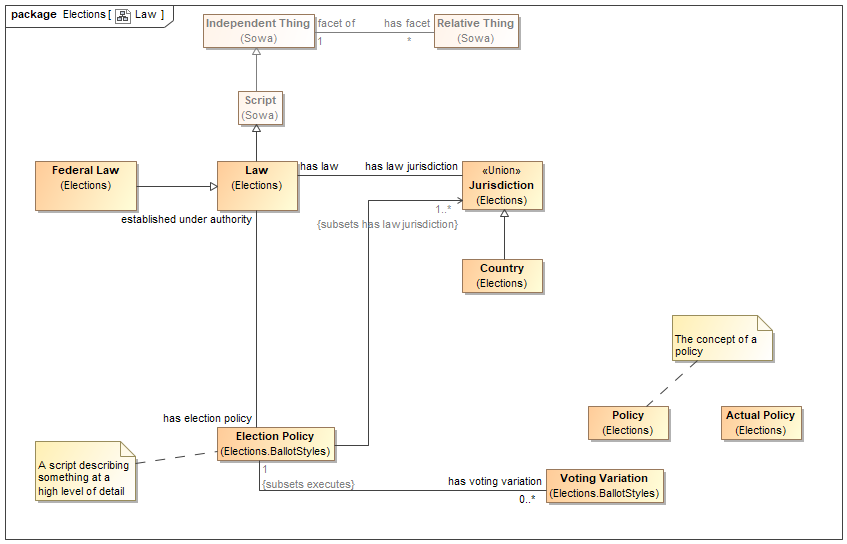 package Elections [ Law ]
Independent Thing
(Sowa)
facet of
has facet
1
*
Relative Thing
(Sowa)
Script
(Sowa)
Federal Law
(Elections)
Law
(Elections)
has law
has law jurisdiction
«Union»
Jurisdiction
(Elections)
established under authority
1..*
{subsets has law jurisdiction}
Country
(Elections)
The concept of a
policy
Policy
(Elections)
Actual Policy
(Elections)
has election policy
Election Policy
(Elections.BallotStyles)
A script describing
something at a
high level of detail
1
{subsets executes}
has voting variation
0..*
Voting Variation
(Elections.BallotStyles)